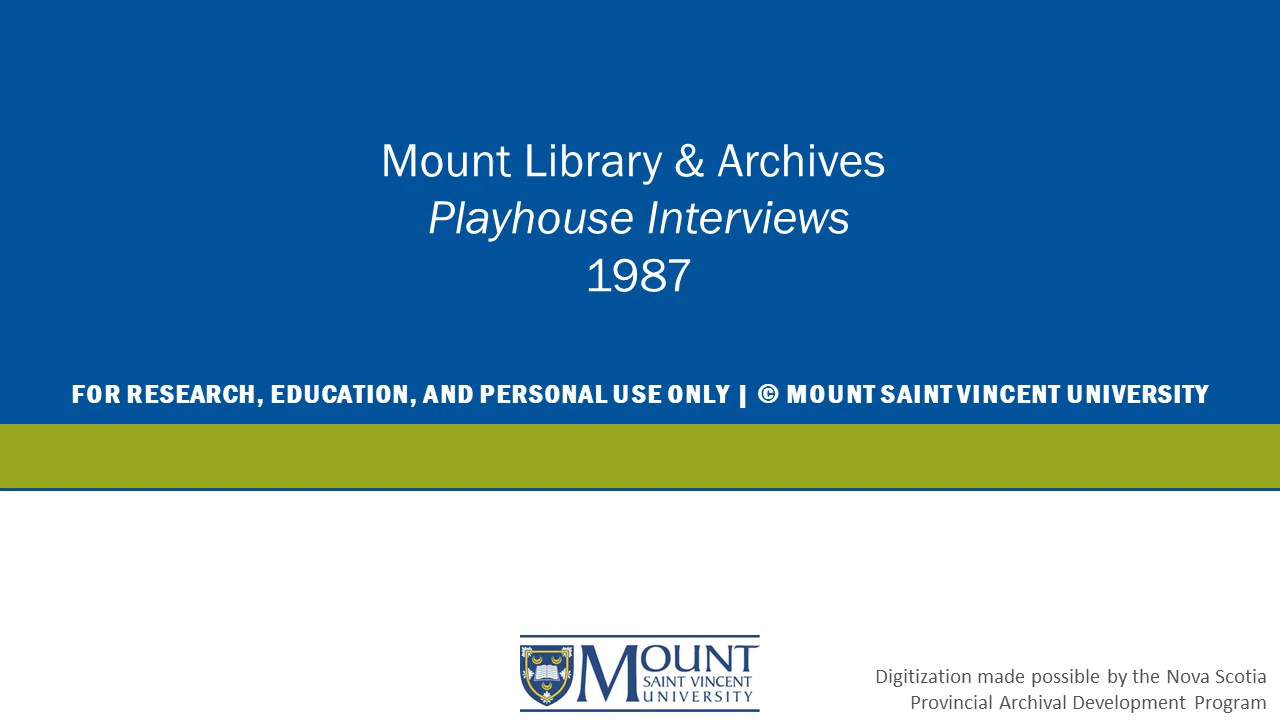 Mount Library & Archives
Playhouse Interviews
1987
FOR RESEARCH, EDUCATION, AND PERSONAL USE ONLY | © MOUNT SAINT VINCENT UNIVERSITY
MOUNT
SAINT VINCENT
UNIVERSITY
Digitization made possible by the Nova Scotia
Provincial Archival Development Program